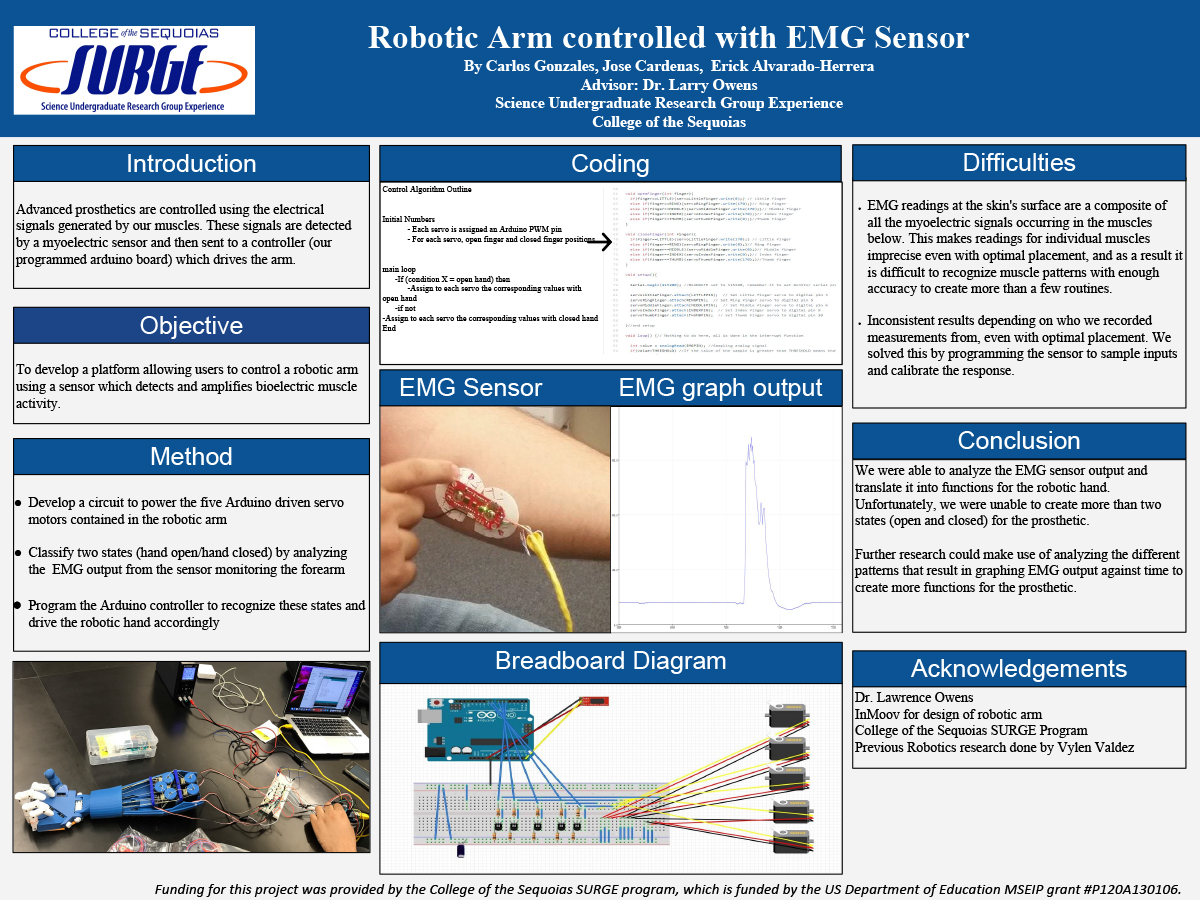 COLLEGE of the SEQUOIAS
SURGE
Science Undergraduate Research Group Experience
Robotic Arm controlled with EMG Sensor
By Carlos Gonzales, Jose Cardenas,  Erick Alvarado-Herrera
Advisor: Dr. Larry Owens
Science Undergraduate Research Group Experience
College of the Sequoias
Introduction
Advanced prosthetics are controlled using the electrical
signals generated by our muscles. These signals are detected
by a myoelectric sensor and then sent to a controller (our
programmed arduino board) which drives the arm.
Objective
To develop a platform allowing users to control a robotic arm
using a sensor which detects and amplifies bioelectric muscle
activity.
Method
● Develop a circuit to power the five Arduino driven servo
motors contained in the robotic arm
● Classify two states (hand open/hand closed) by analyzing
the  EMG output from the sensor monitoring the forearm
● Program the Arduino controller to recognize these states and
drive the robotic hand accordingly
Coding
Control Algorithm Outline
Initial Numbers
- Each servo is assigned an Arduino PWM pin
- For each servo, open finger and closed finger positions
main loop
-If (condition X = open hand) then
-Assign to each servo the corresponding values with
open hand
-if not
-Assign to each servo the corresponding values with closed hand
End
EMG Sensor
EMG graph output
Breadboard Diagram
Difficulties
. EMG readings at the skin's surface are a composite of
all the myoelectric signals occurring in the muscles
below. This makes readings for individual muscles
imprecise even with optimal placement, and as a result it
is difficult to recognize muscle patterns with enough
accuracy to create more than a few routines.
. Inconsistent results depending on who we recorded
measurements from, even with optimal placement. We
solved this by programming the sensor to sample inputs
and calibrate the response.
Conclusion
We were able to analyze the EMG sensor output and
translate it into functions for the robotic hand.
Unfortunately, we were unable to create more than two
states (open and closed) for the prosthetic.
Further research could make use of analyzing the different
patterns that result in graphing EMG output against time to
create more functions for the prosthetic.
Acknowledgements
Dr. Lawrence Owens
InMoov for design of robotic arm
College of the Sequoias SURGE Program
Previous Robotics research done by Vylen Valdez
Funding for this project was provided by the College of the Sequoias SURGE program, which is funded by the US Department of Education MSEIP grant #P120A130106.